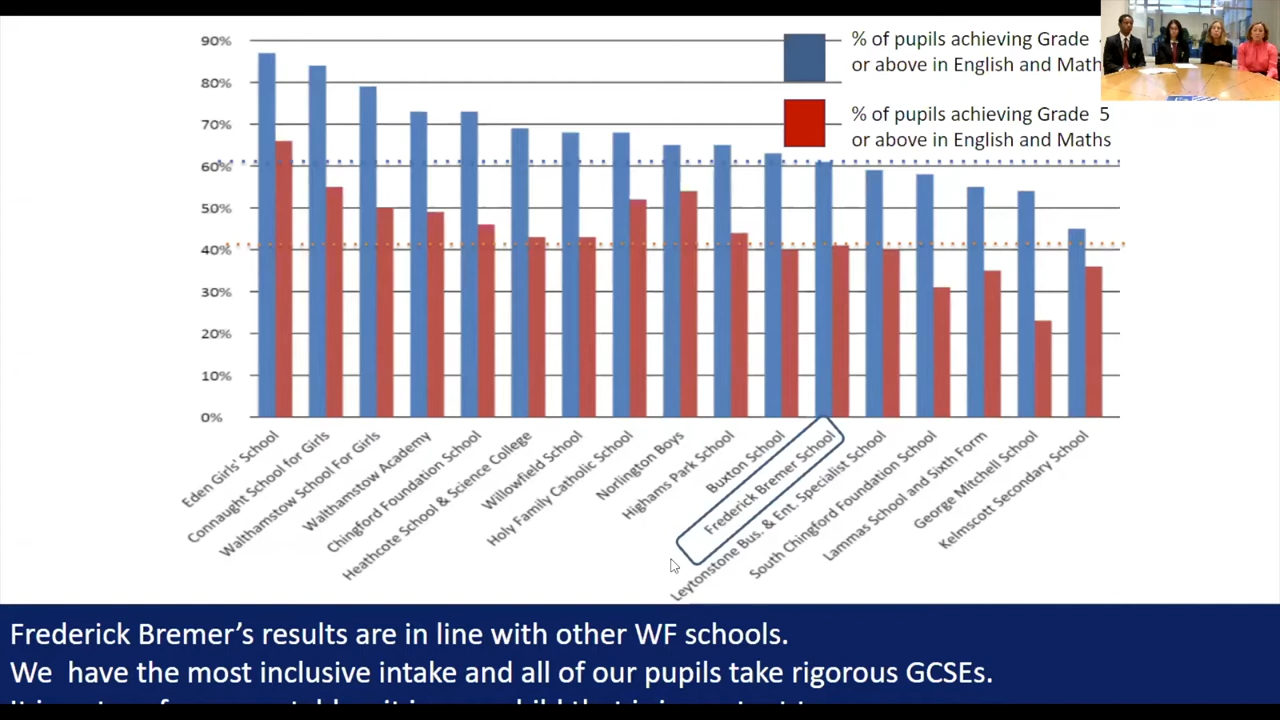 90%
80%
70%
60%
50%
40%
30%
20%
10%
0%
% of pupils achieving Grade
or above in English and Math
% of pupils achieving Grade 5
or above in English and Maths
Eden Girls' School
Connaught School for Girls
Walthamstow School For Girls
Walthamstow Academy
Chingford Foundation School
Heathcote School & Science College
Willowfield School
Holy Family Catholic School
Norlington Boys
Highams Park School
Buxton School
Frederick Bremer School
Leytonstone Bus. & Ent. Specialist School
South Chingford Foundation School
Lammas School and Sixth Form
George Mitchell School
Kelmscott Secondary School
Frederick Bremer's results are in line with other WF schools.
We have the most inclusive intake and all of our pupils take rigorous GCSEs.